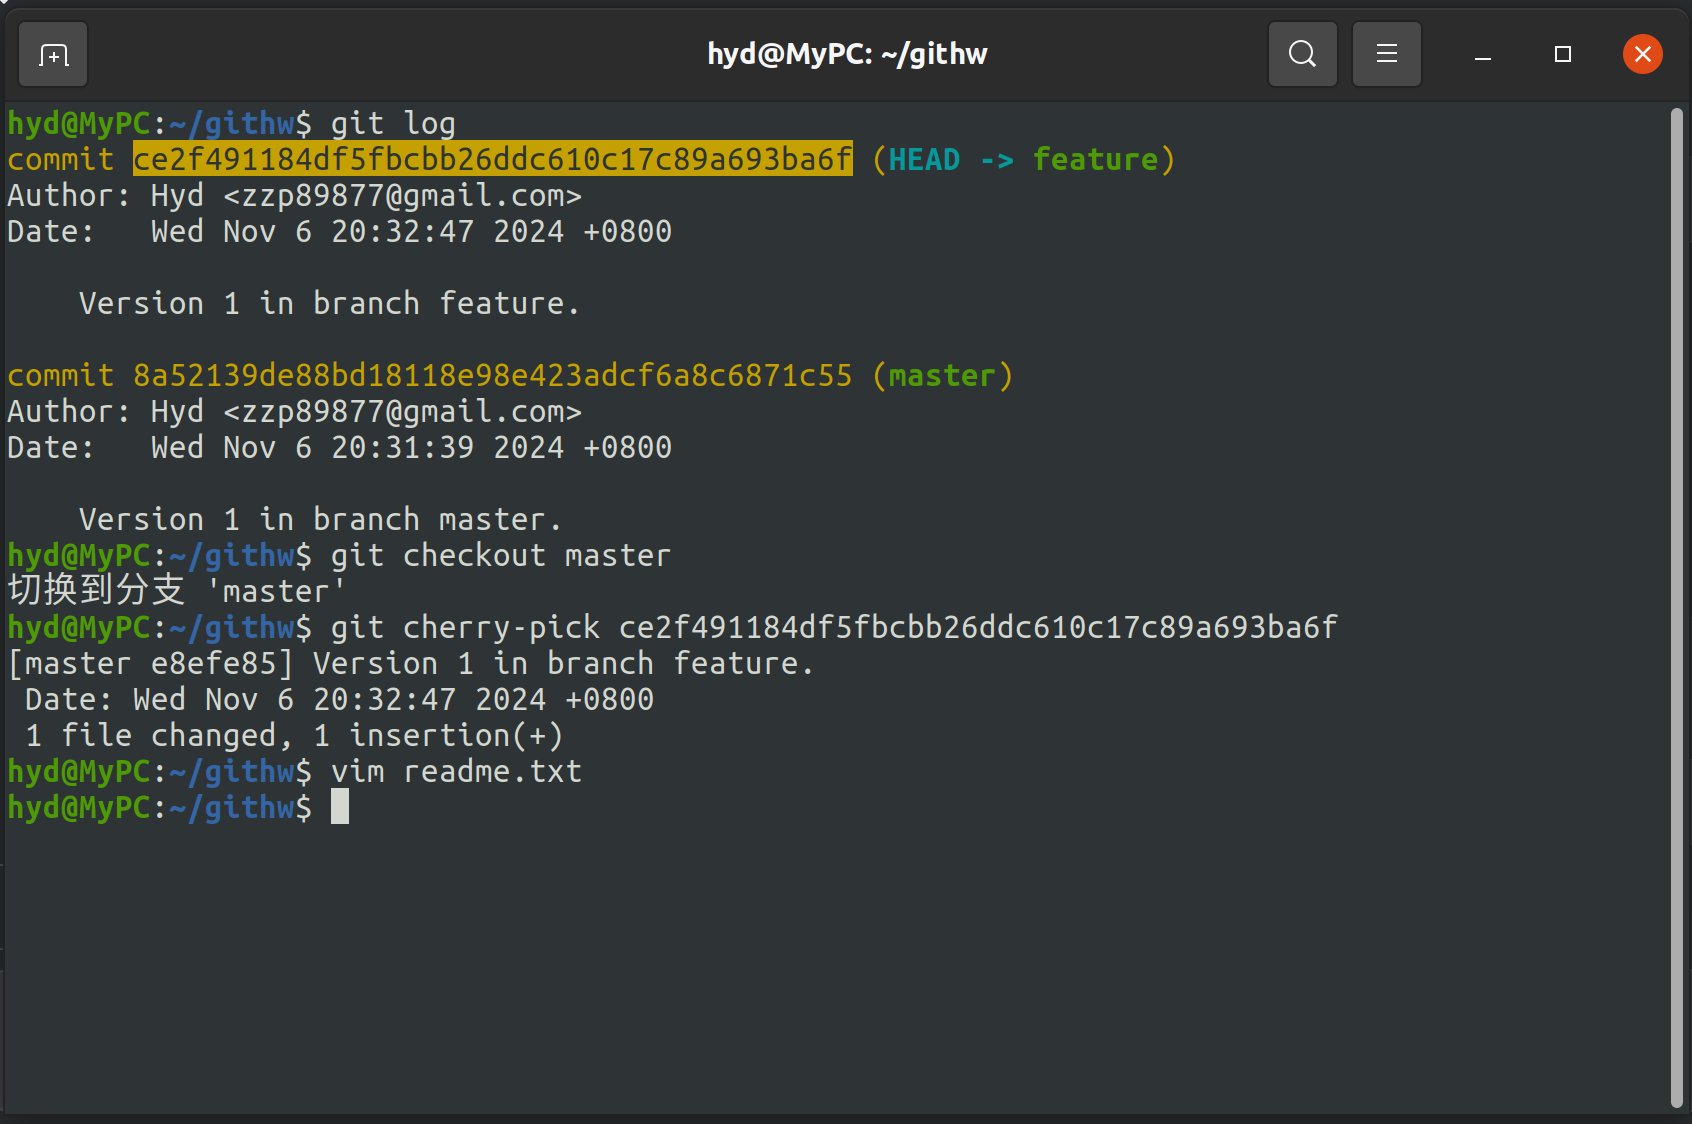 hyd@MyPC: ~/githw
hyd@MyPC:~/githw$ git log
commit ce2f491184df5fbcbb26ddc610c17c89a693ba6f (HEAD -> feature)
Author: Hyd <zzp89877@gmail.com>
Date:   Wed Nov 6 20:32:47 2024 +0800
    Version 1 in branch feature.
commit 8a52139de88bd18118e98e423adcf6a8c6871c55 (master)
Author: Hyd <zzp89877@gmail.com>
Date:   Wed Nov 6 20:31:39 2024 +0800
    Version 1 in branch master.
hyd@MyPC:~/githw$ git checkout master
切换到分支 'master'
hyd@MyPC:~/githw$ git cherry-pick ce2f491184df5fbcbb26ddc610c17c89a693ba6f
[master e8efe85] Version 1 in branch feature.
 Date: Wed Nov 6 20:32:47 2024 +0800
 1 file changed, 1 insertion(+)
hyd@MyPC:~/githw$ vim readme.txt
hyd@MyPC:~/githw$